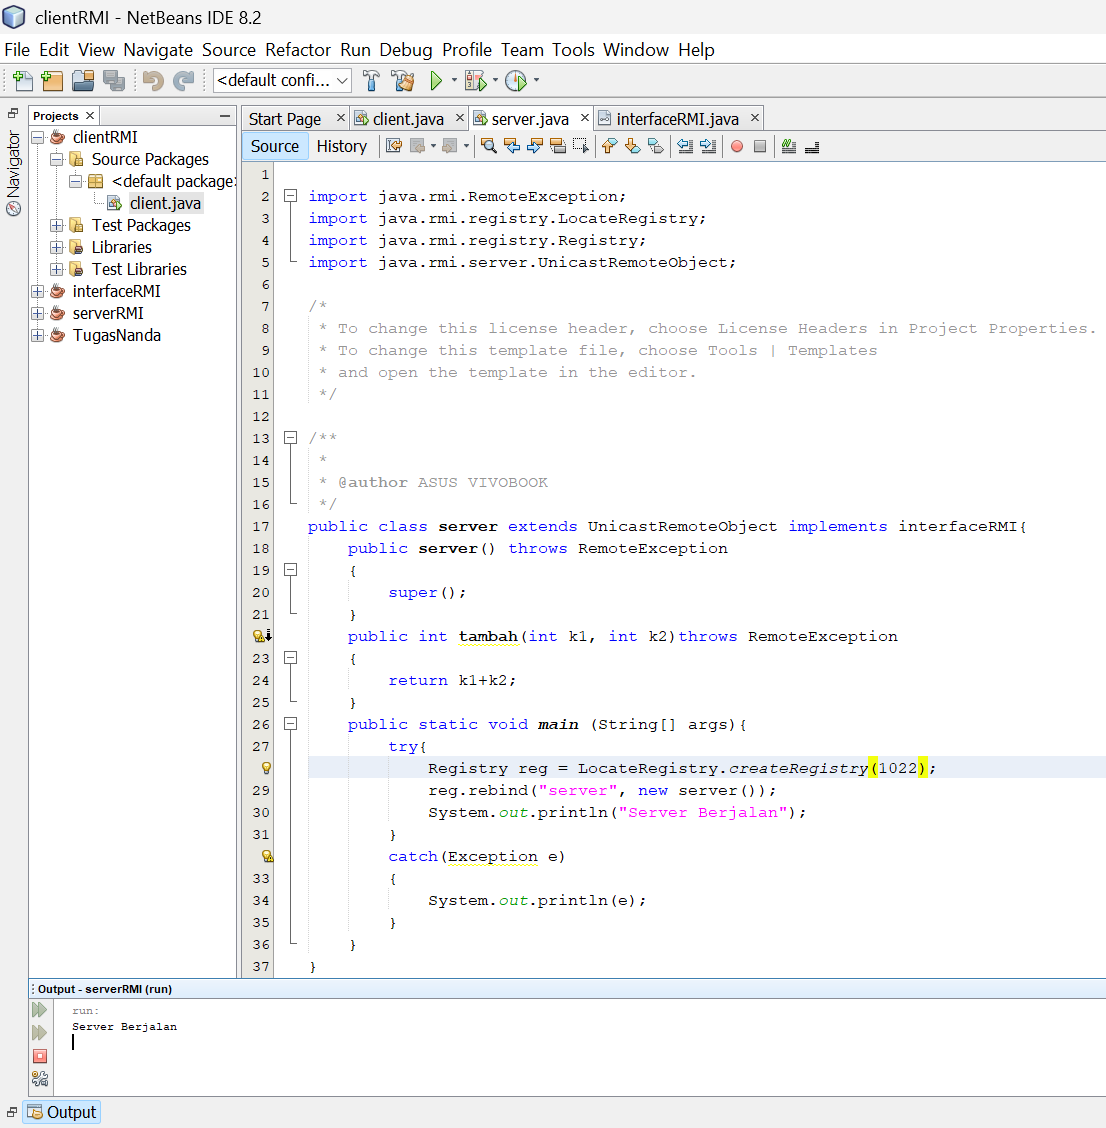 clientRMI - NetBeans IDE 8.2
File Edit View Navigate Source Refactor Run Debug Profile Team Tools Window Help
<default confi...
Navigator
Projects
clientRMI
Source Packages
<default package>
client.java
Test Packages
Libraries
Test Libraries
interfaceRMI
serverRMI
TugasNanda
Start Page client.java server.java interfaceRMI.java
Source History
1
2 import java.rmi.RemoteException;
3 import java.rmi.registry.LocateRegistry;
4 import java.rmi.registry.Registry;
5 import java.rmi.server.UnicastRemoteObject;
6
7 /*
8 * To change this license header, choose License Headers in Project Properties.
9 * To change this template file, choose Tools | Templates
10 * and open the template in the editor.
11 */
12
13 /**
14 *
15 * @author ASUS VIVOBOOK
16 */
17 public class server extends UnicastRemoteObject implements interfaceRMI{
18 public server() throws RemoteException
19 {
20 super();
21 }
public int tambah(int k1, int k2)throws RemoteException
23 {
24 return k1+k2;
25 }
26 public static void main (String[] args){
27 try{
Registry reg = LocateRegistry.createRegistry(1022);
29 reg.rebind("server", new server());
30 System.out.println("Server Berjalan");
31 }
catch(Exception e)
33 {
34 System.out.println(e);
35 }
36 }
37 }
Output - serverRMI (run)
run:
Server Berjalan
Output